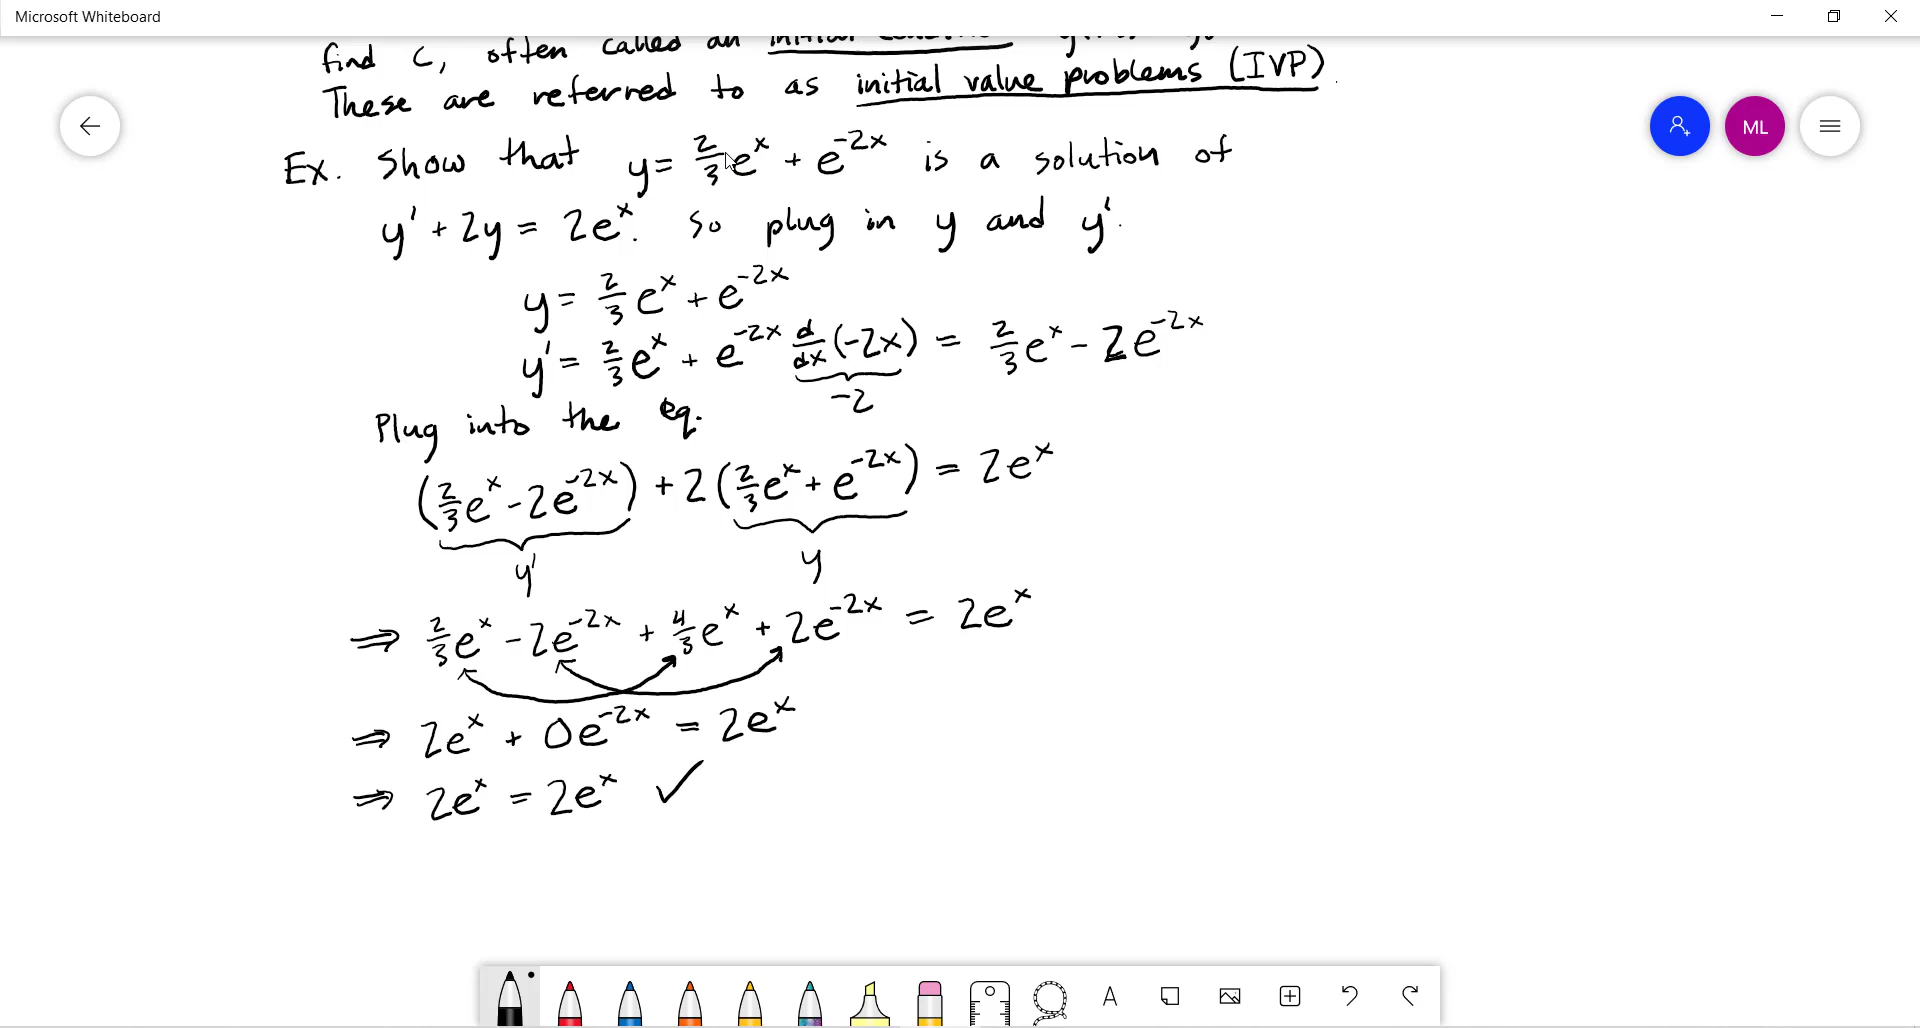 Microsoft Whiteboard
find C, often called an initial
These are referred to as initial value problems (IVP).
ML
Ex. Show that y = 2/3 e^x + e^-2x is a solution of
y' + 2y = 2e^x. So plug in y and y'.
y = 2/3 e^x + e^-2x
y' = 2/3 e^x + e^-2x d/dx (-2x) = 2/3 e^x - 2e^-2x
-2
Plug into the eq.
(2/3 e^x - 2e^-2x) + 2(2/3 e^x + e^-2x) = 2e^x
y' y
⇒ 2/3 e^x - 2e^-2x + 4/3 e^x + 2e^-2x = 2e^x
⇒ 2e^x + 0e^-2x = 2e^x
⇒ 2e^x = 2e^x ✓
A